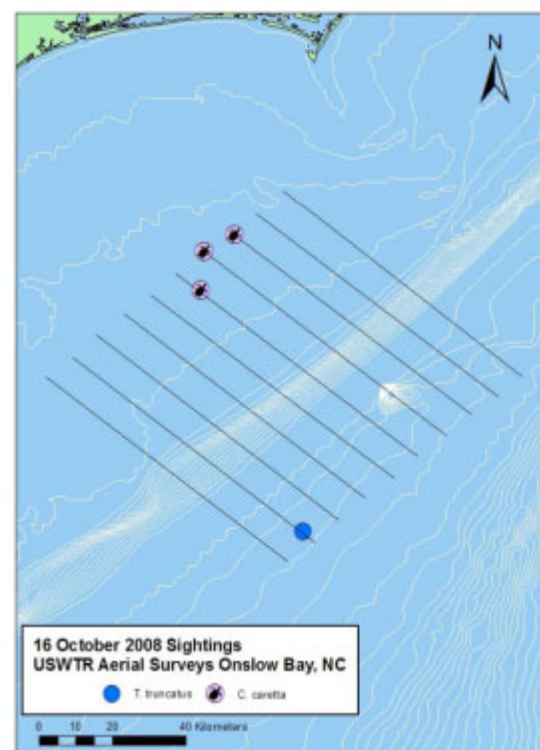 N
16 October 2008 Sightings
USWTR Aerial Surveys Onslow Bay, NC
T. truncatus C. caretta
0 10 20 40 Kilometers